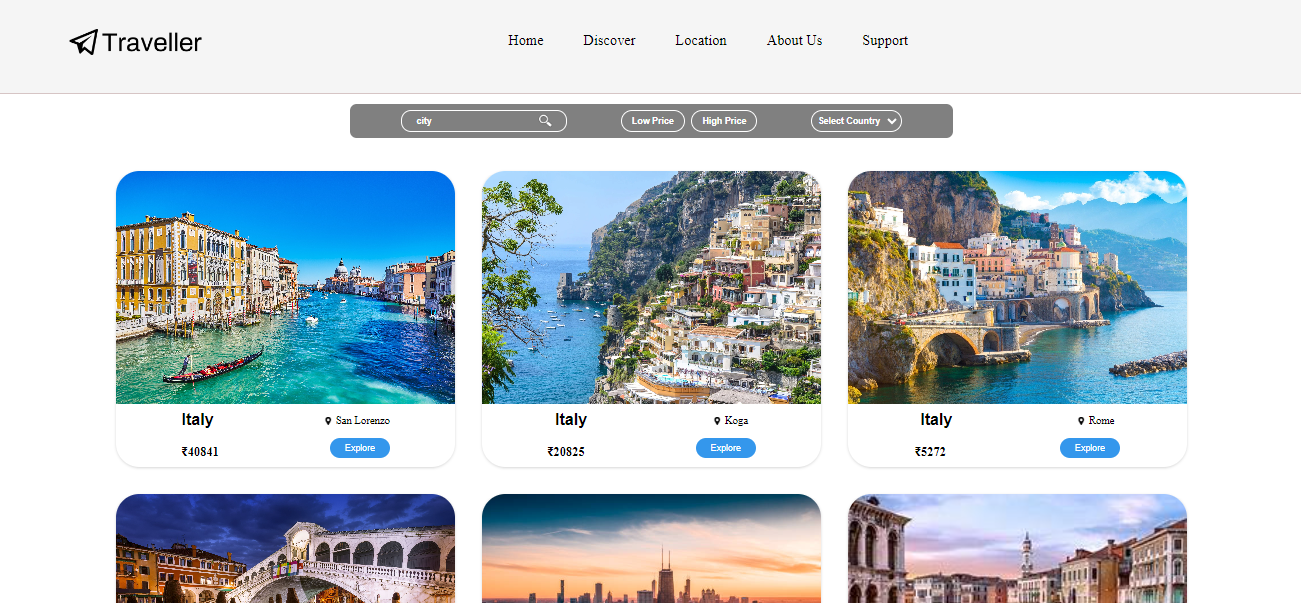 Traveller
Home Discover Location About Us Support
city Low Price High Price Select Country
Italy San Lorenzo
₹40841 Explore
Italy Koga
₹20825 Explore
Italy Rome
₹5272 Explore